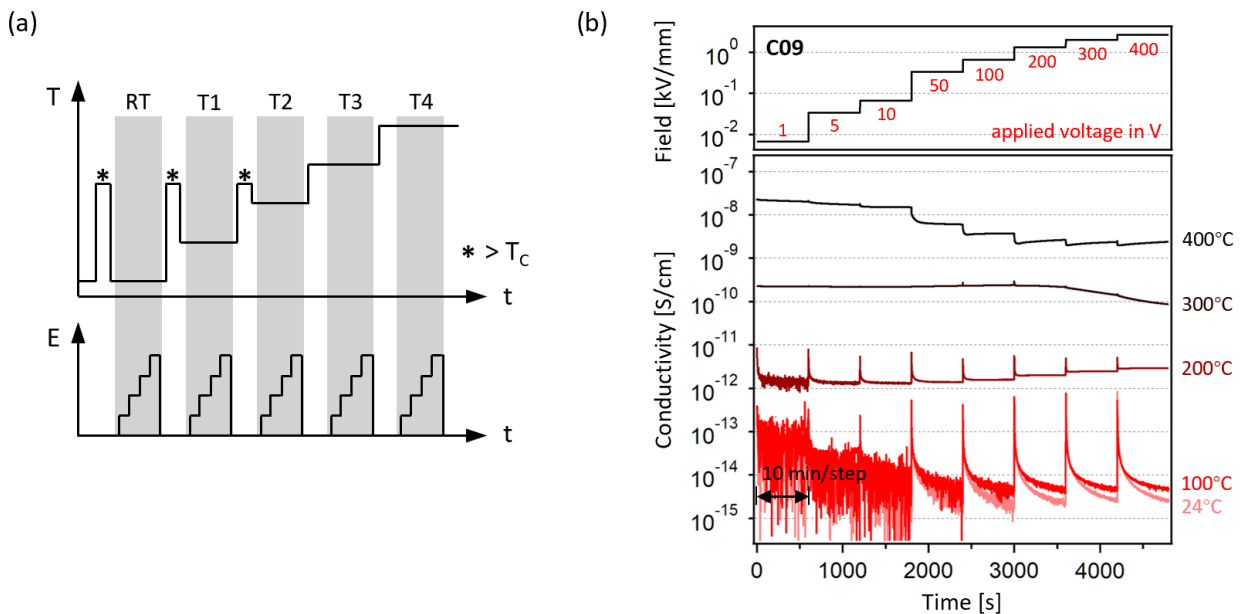 (a)
T
RT T1 T2 T3 T4
* * *
* > T_C
t
E
t
(b)
Field [kV/mm]
10^0
10^-1
10^-2
C09
1 5 10 50 100 200 300 400
applied voltage in V
Conductivity [S/cm]
10^-7
10^-8
10^-9
10^-10
10^-11
10^-12
10^-13
10^-14
10^-15
400°C
300°C
200°C
100°C
24°C
10 min/step
0 1000 2000 3000 4000
Time [s]